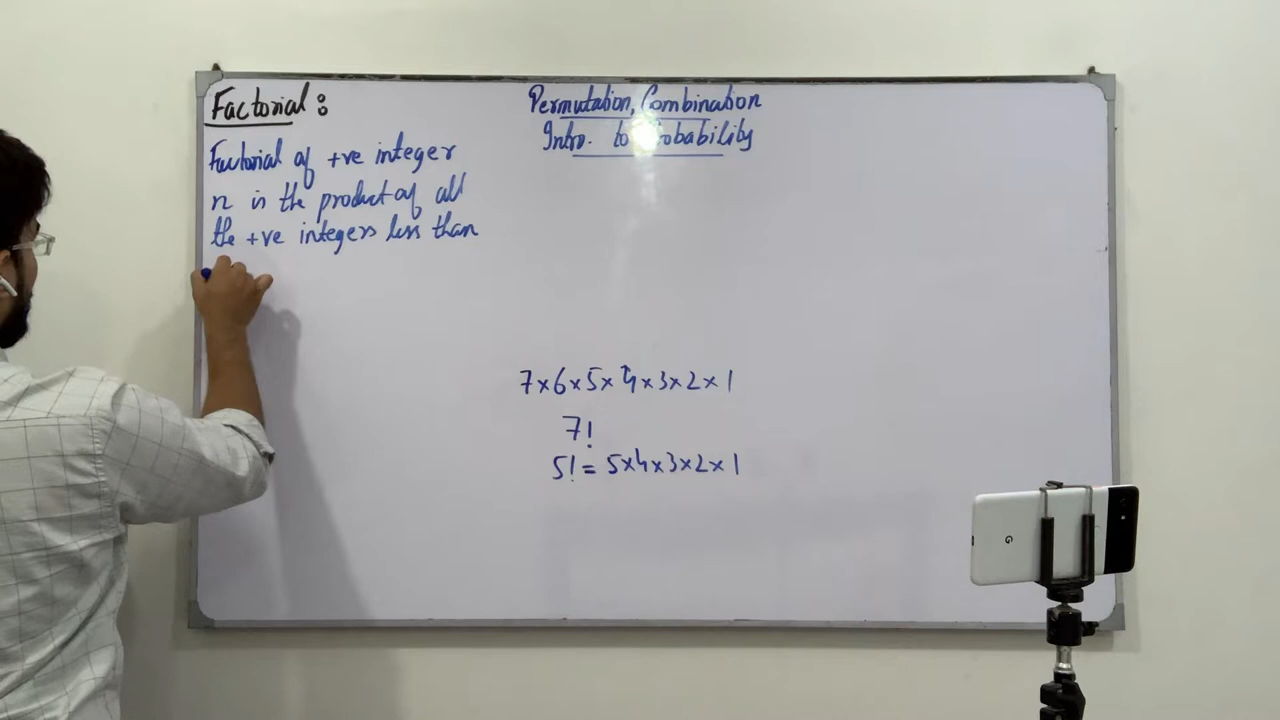 Factorial :
Permutation, Combination
Intro. to Probability
Factorial of +ve integer
n is the product of all
the +ve integers less than
7×6×5×4×3×2×1
7!
5! = 5×4×3×2×1
G